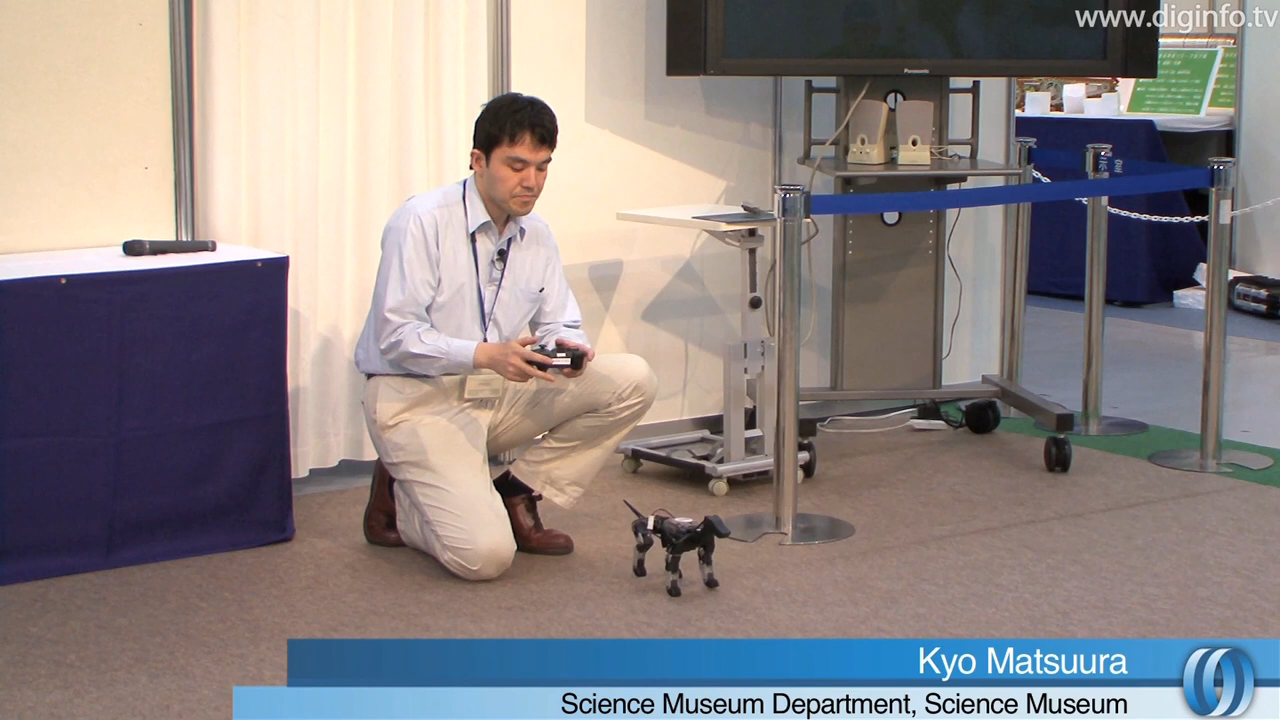 www.diginfo.tv
Panasonic
Kyo Matsuura
Science Museum Department, Science Museum